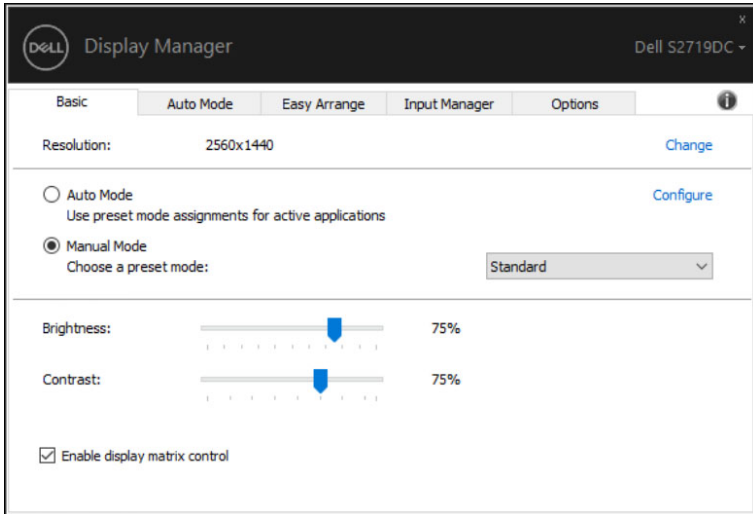 x
DELL Display Manager Dell S2719DC
Basic Auto Mode Easy Arrange Input Manager Options i
Resolution: 2560x1440 Change
Auto Mode Configure
Use preset mode assignments for active applications
Manual Mode
Choose a preset mode: Standard
Brightness: 75%
Contrast: 75%
Enable display matrix control